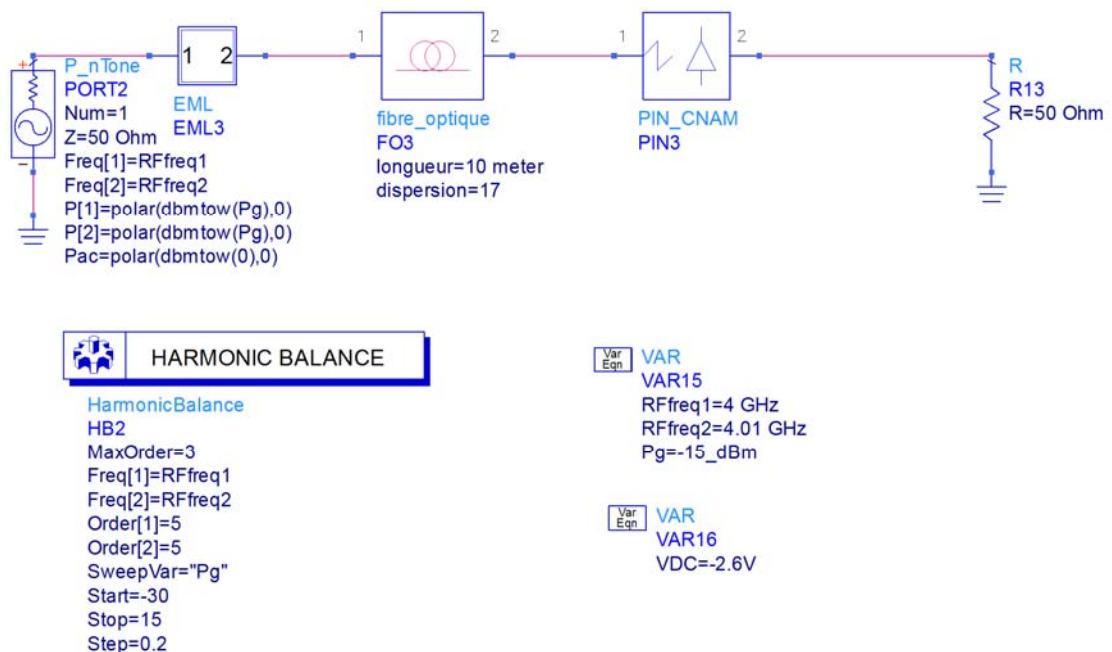 P_nTone
PORT2
Num=1
Z=50 Ohm
Freq[1]=RFfreq1
Freq[2]=RFfreq2
P[1]=polar(dbmtow(Pg),0)
P[2]=polar(dbmtow(Pg),0)
Pac=polar(dbmtow(0),0)
1 2
EML
EML3
1 2
fibre_optique
FO3
longueur=10 meter
dispersion=17
1 2
PIN_CNAM
PIN3
R
R13
R=50 Ohm
HARMONIC BALANCE
HarmonicBalance
HB2
MaxOrder=3
Freq[1]=RFfreq1
Freq[2]=RFfreq2
Order[1]=5
Order[2]=5
SweepVar="Pg"
Start=-30
Stop=15
Step=0.2
Var
Eqn
VAR
VAR15
RFfreq1=4 GHz
RFfreq2=4.01 GHz
Pg=-15_dBm
Var
Eqn
VAR
VAR16
VDC=-2.6V